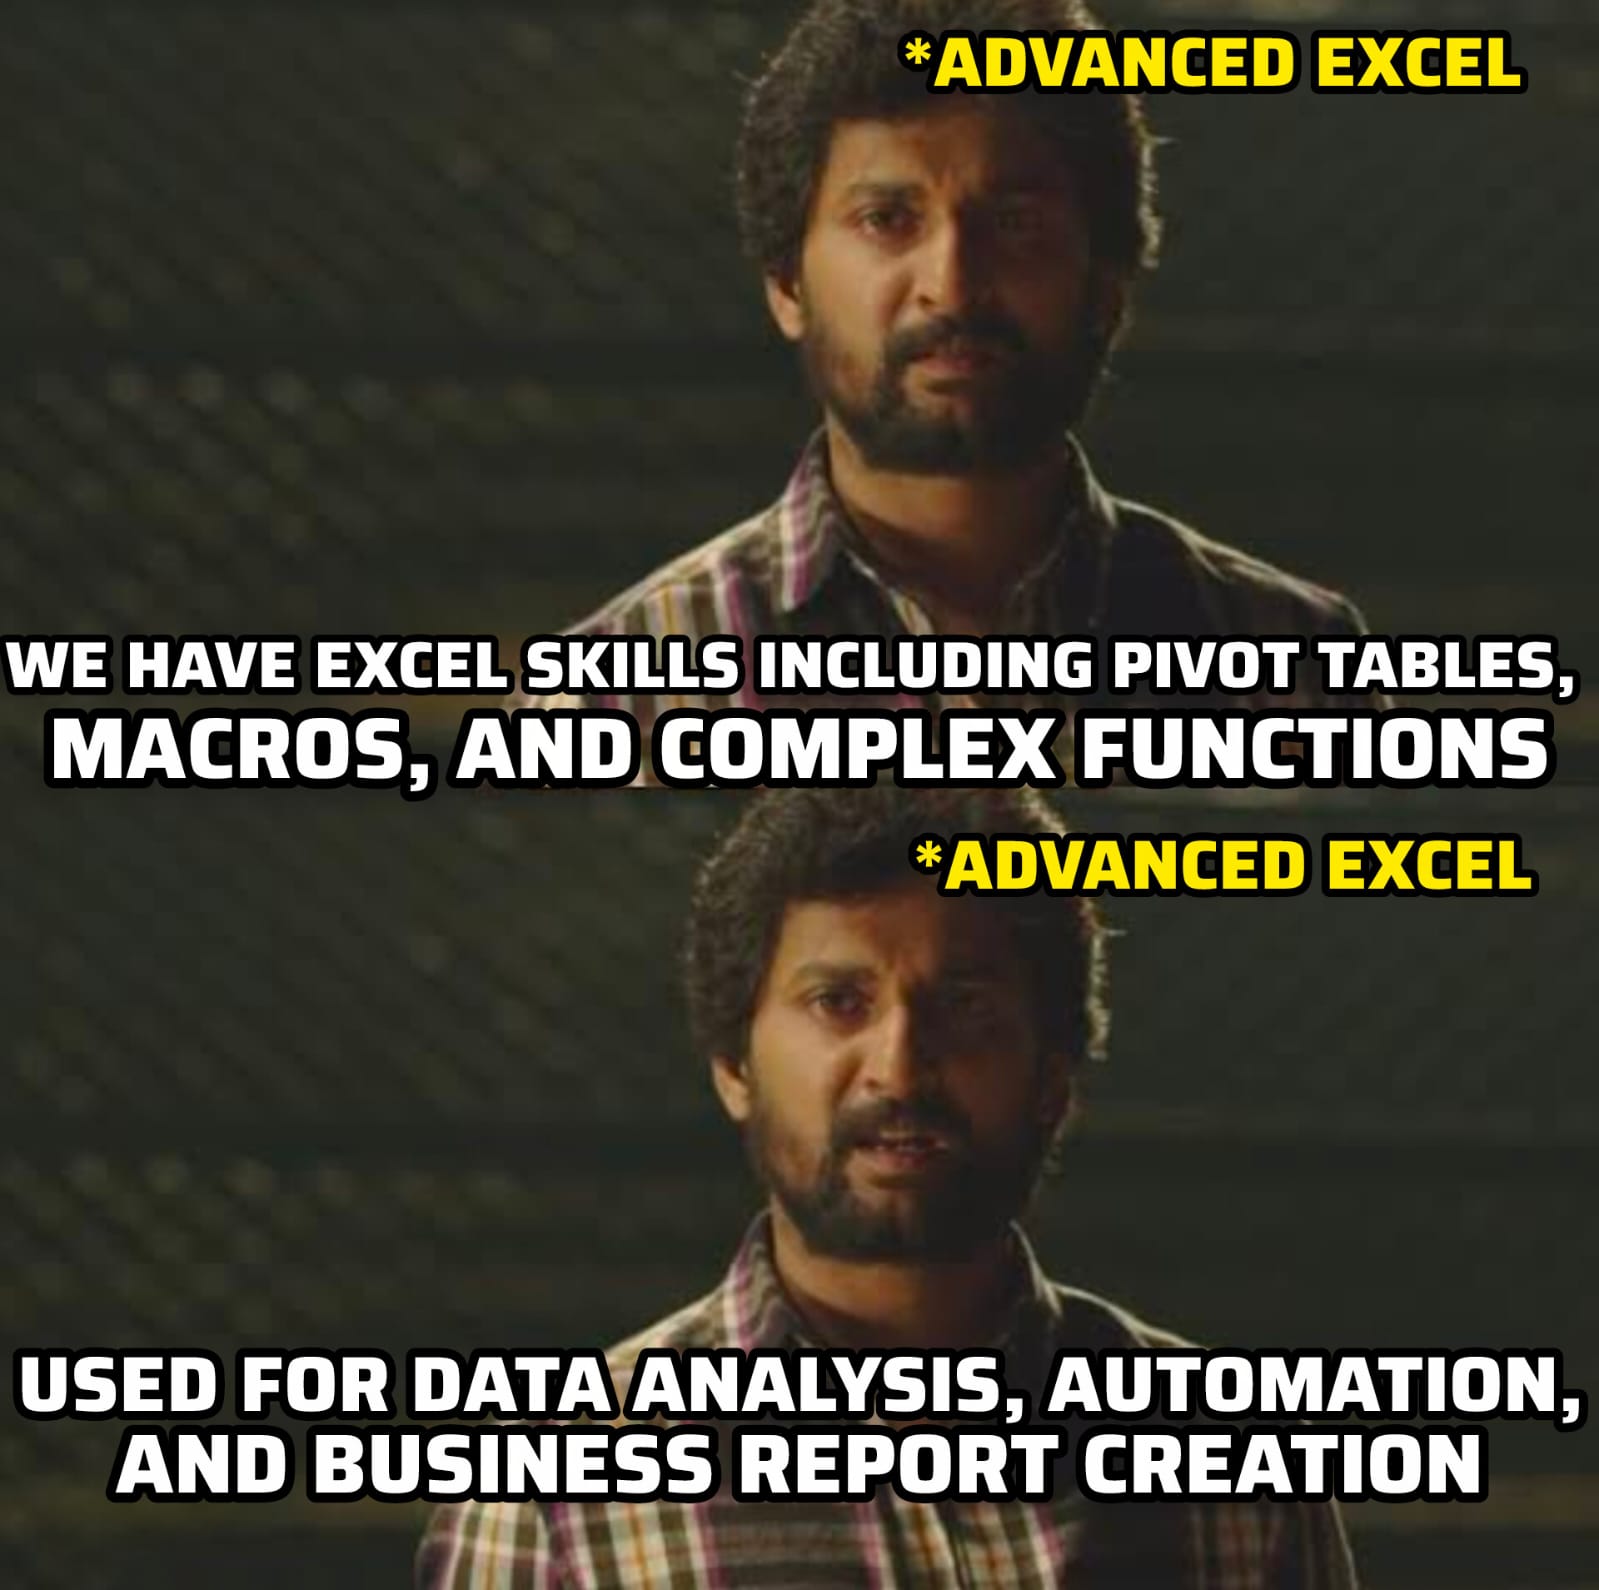 *ADVANCED EXCEL
WE HAVE EXCEL SKILLS INCLUDING PIVOT TABLES,
MACROS, AND COMPLEX FUNCTIONS
*ADVANCED EXCEL
USED FOR DATA ANALYSIS, AUTOMATION,
AND BUSINESS REPORT CREATION